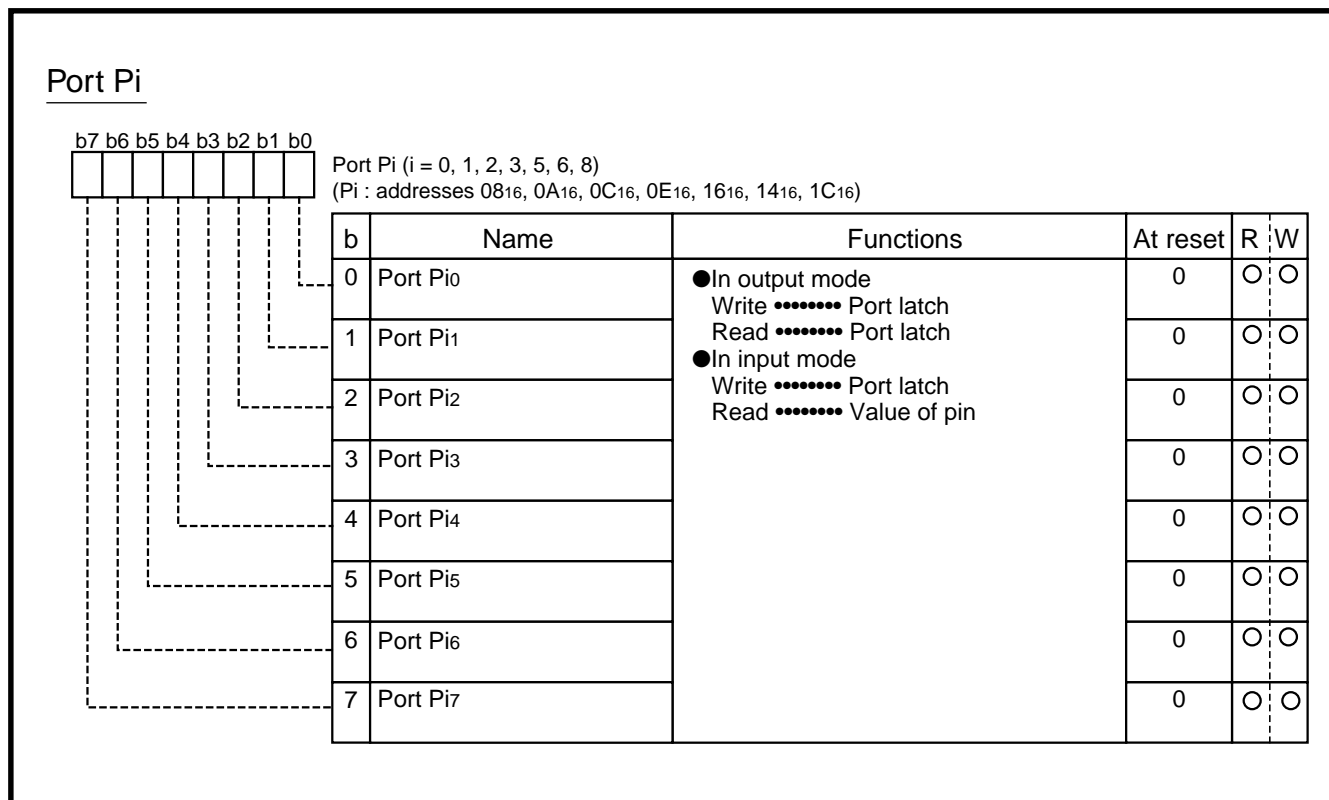 Port Pi
b7 b6 b5 b4 b3 b2 b1 b0
Port Pi (i = 0, 1, 2, 3, 5, 6, 8)
(Pi : addresses 0816, 0A16, 0C16, 0E16, 1616, 1416, 1C16)
b Name Functions At reset R W
0 Port Pi0 ●In output mode 0 ○ ○
Write •••••••• Port latch
Read •••••••• Port latch
1 Port Pi1 0 ○ ○
●In input mode
Write •••••••• Port latch
2 Port Pi2 0 ○ ○
Read •••••••• Value of pin
3 Port Pi3 0 ○ ○
4 Port Pi4 0 ○ ○
5 Port Pi5 0 ○ ○
6 Port Pi6 0 ○ ○
7 Port Pi7 0 ○ ○